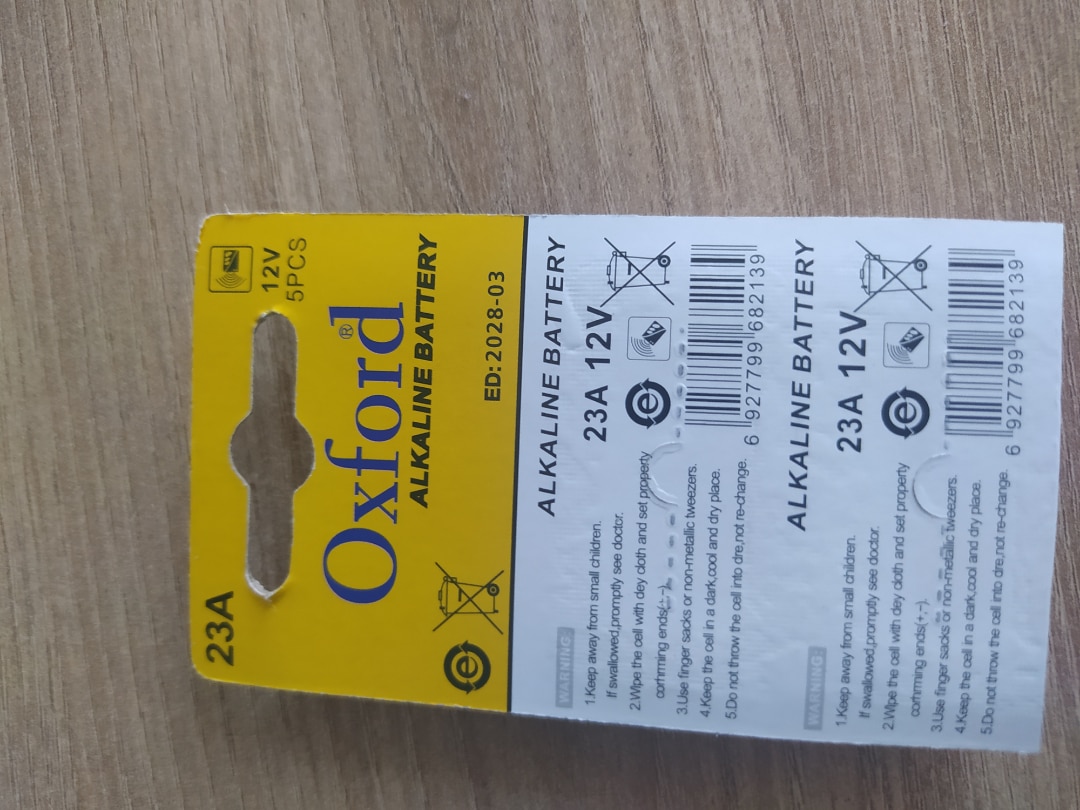 23A
12V
5PCS
Oxford®
ALKALINE BATTERY
ED:2028-03
ALKALINE BATTERY
23A 12V
WARNING:
1.Keep away from small children.
If swallowed,promptly see doctor.
2.Wipe the cell with dey cloth and set property
corhrming ends(+,-).
3.Use finger sacks or non-metallic tweezers.
4.Keep the cell in a dark,cool and dry place.
5.Do not throw the cell into dre,not re-change.
6 927799 682139
ALKALINE BATTERY
23A 12V
WARNING:
1.Keep away from small children.
If swallowed,promptly see doctor.
2.Wipe the cell with dey cloth and set property
corhrming ends(+,-).
3.Use finger sacks or non-metallic tweezers.
4.Keep the cell in a dark,cool and dry place.
5.Do not throw the cell into dre,not re-change.
6 927799 682139